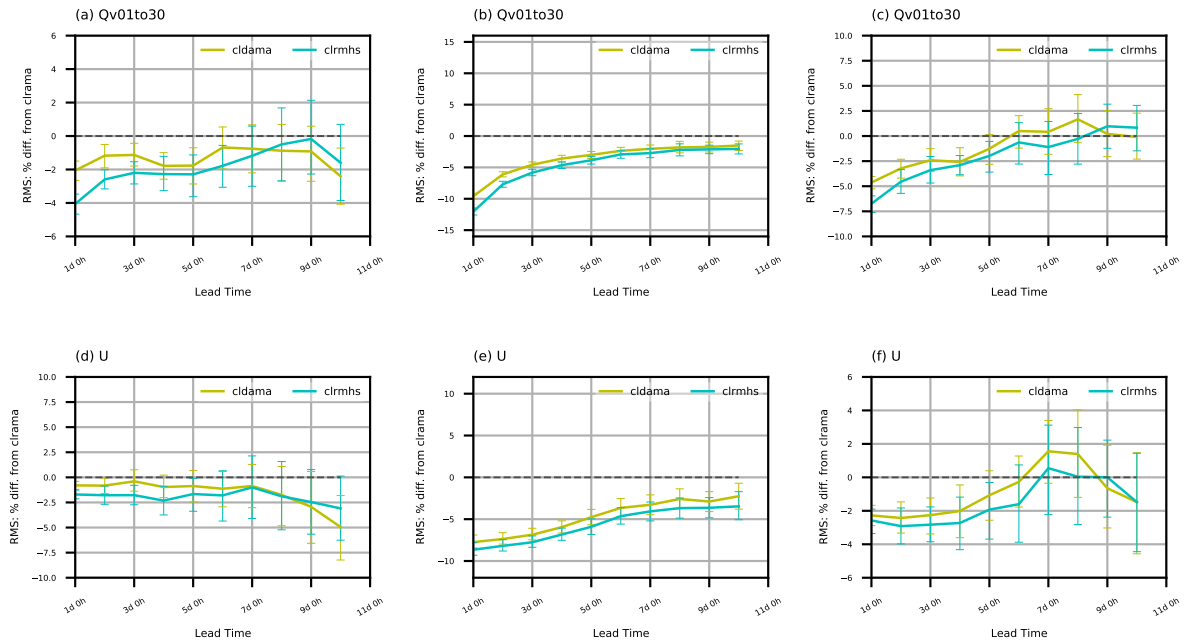 (a) Qv01to30
RMS: % diff. from clrama
6
4
2
0
−2
−4
−6
cldama
clrmhs
1d 0h
3d 0h
5d 0h
7d 0h
9d 0h
11d 0h
Lead Time
(b) Qv01to30
RMS: % diff. from clrama
15
10
5
0
−5
−10
−15
cldama
clrmhs
1d 0h
3d 0h
5d 0h
7d 0h
9d 0h
11d 0h
Lead Time
(c) Qv01to30
RMS: % diff. from clrama
10.0
7.5
5.0
2.5
0.0
−2.5
−5.0
−7.5
−10.0
cldama
clrmhs
1d 0h
3d 0h
5d 0h
7d 0h
9d 0h
11d 0h
Lead Time
(d) U
RMS: % diff. from clrama
10.0
7.5
5.0
2.5
0.0
−2.5
−5.0
−7.5
−10.0
cldama
clrmhs
1d 0h
3d 0h
5d 0h
7d 0h
9d 0h
11d 0h
Lead Time
(e) U
RMS: % diff. from clrama
10
5
0
−5
−10
cldama
clrmhs
1d 0h
3d 0h
5d 0h
7d 0h
9d 0h
11d 0h
Lead Time
(f) U
RMS: % diff. from clrama
6
4
2
0
−2
−4
−6
cldama
clrmhs
1d 0h
3d 0h
5d 0h
7d 0h
9d 0h
11d 0h
Lead Time